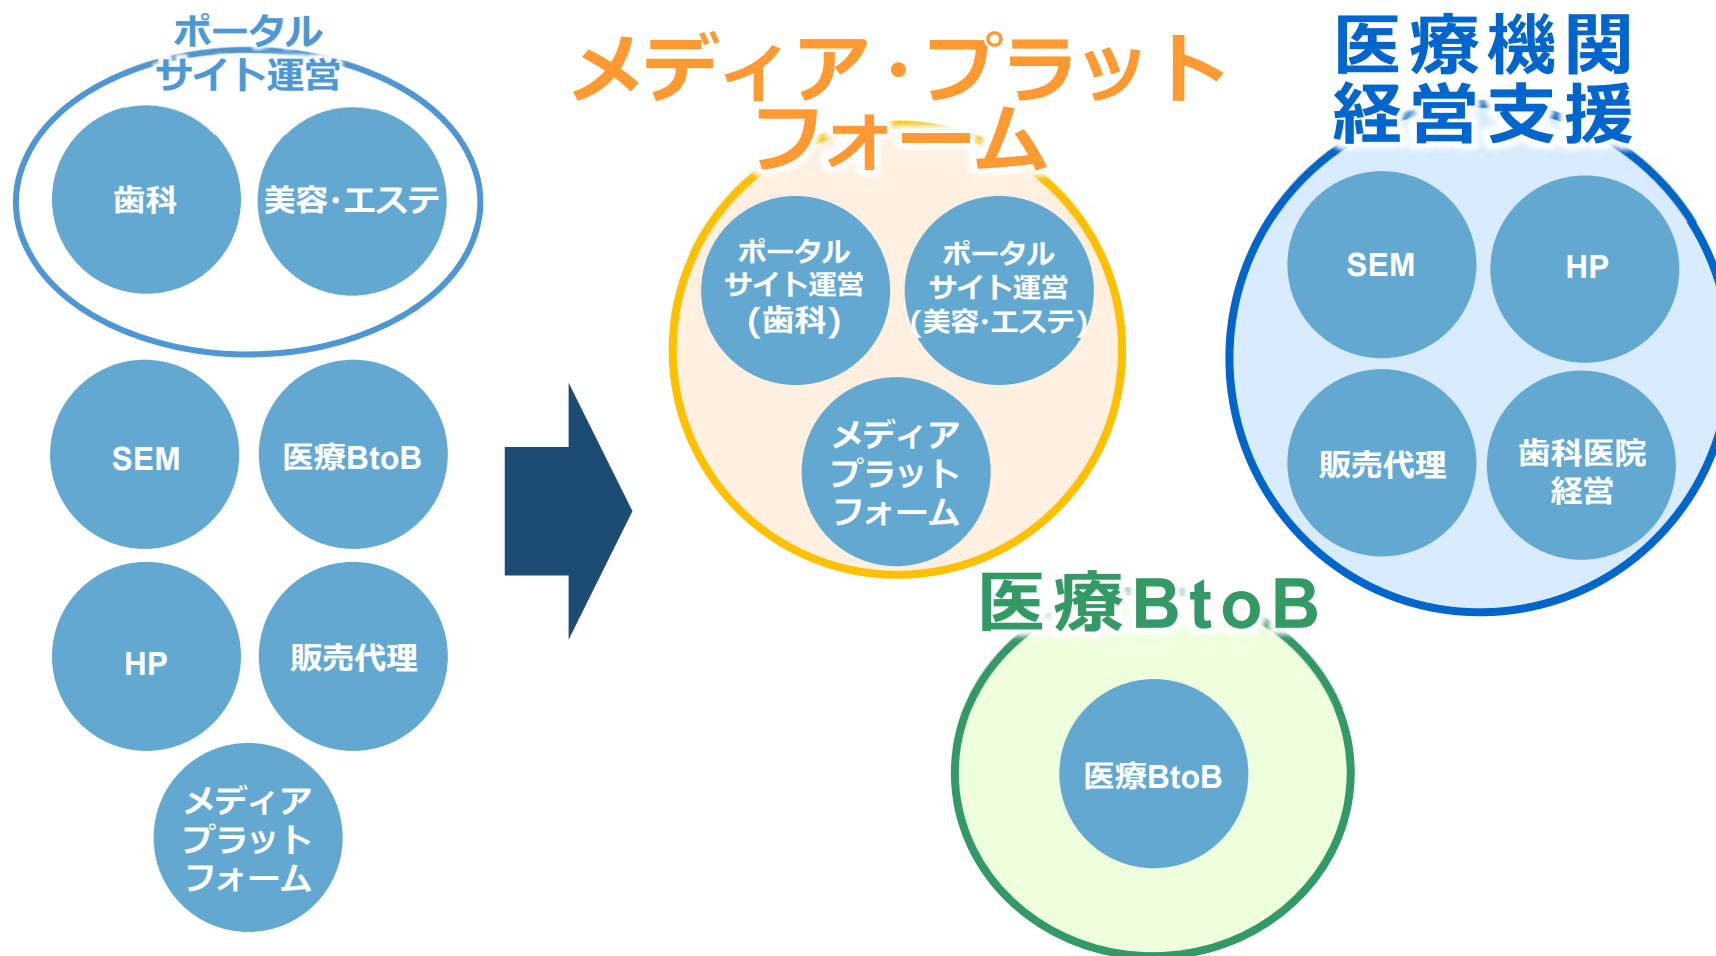 ポータル
サイト運営
歯科
美容･エステ
SEM
医療BtoB
HP
販売代理
メディア
プラット
フォーム
メディア・プラット
フォーム
ポータル
サイト運営
(歯科)
ポータル
サイト運営
(美容･エステ)
メディア
プラット
フォーム
医療機関
経営支援
SEM
HP
販売代理
歯科医院
経営
医療BtoB
医療BtoB